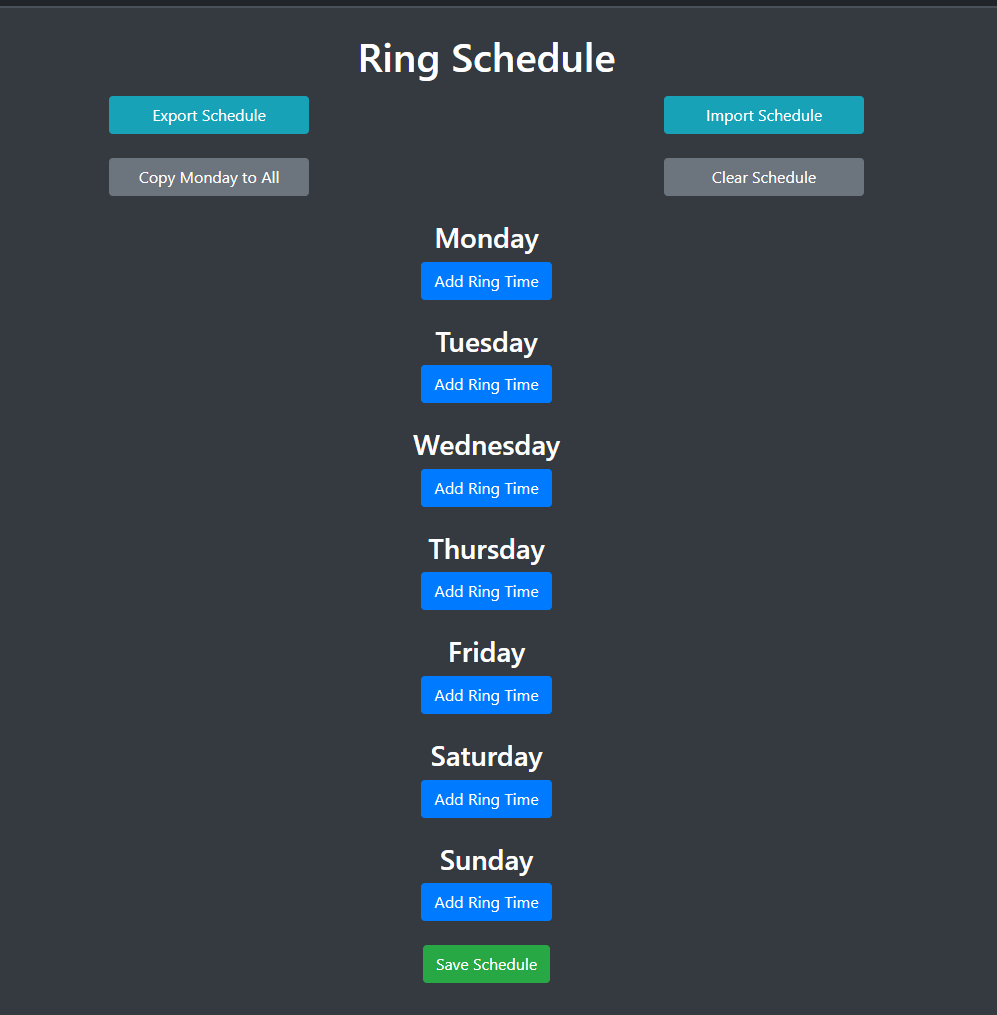 Ring Schedule
Export Schedule
Import Schedule
Copy Monday to All
Clear Schedule
Monday
Add Ring Time
Tuesday
Add Ring Time
Wednesday
Add Ring Time
Thursday
Add Ring Time
Friday
Add Ring Time
Saturday
Add Ring Time
Sunday
Add Ring Time
Save Schedule